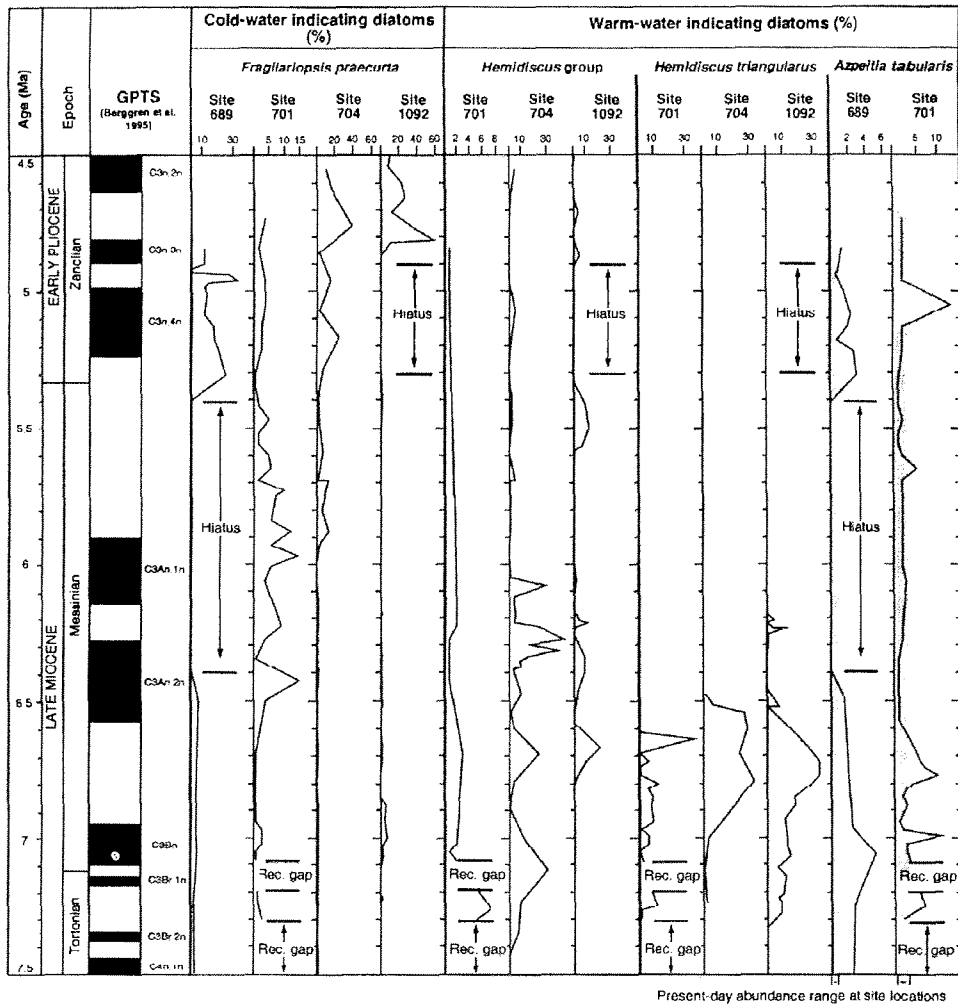 Cold-water indicating diatoms (%)
Warm-water indicating diatoms (%)
Fragilariopsis praecurta
Hemidiscus group
Hemidiscus triangularus
Azpeitia tabularis
Age (Ma)
Epoch
GPTS
(Berggren et al. 1995)
Site 689
Site 701
Site 704
Site 1092
Site 701
Site 704
Site 1092
Site 701
Site 704
Site 1092
Site 689
Site 701
10 30
5 10 15
20 40 60
20 40 60
2 4 6 8
10 30
10 30
10 30
10 30
10 30
2 4 6
2 6 10
4.5
5
5.5
6
6.5
7
7.5
EARLY PLIOCENE
LATE MIOCENE
Zanclian
Messinian
Tortonian
C3n.2n
C3n.3n
C3n.4n
C3An.1n
C3An.2n
C3Bn
C3Br.1n
C3Br.2n
C4n.1n
Hiatus
Hiatus
Hiatus
Hiatus
Hiatus
Rec. gap
Rec. gap
Rec. gap
Rec. gap
Rec. gap
Rec. gap
Rec. gap
Present-day abundance range at site locations